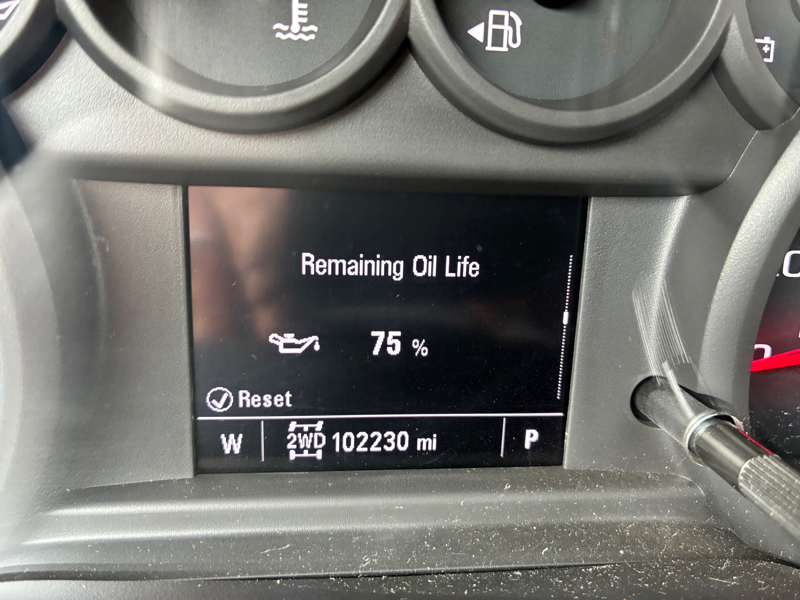 Remaining Oil Life
75 %
Reset
W 2WD 102230 mi P